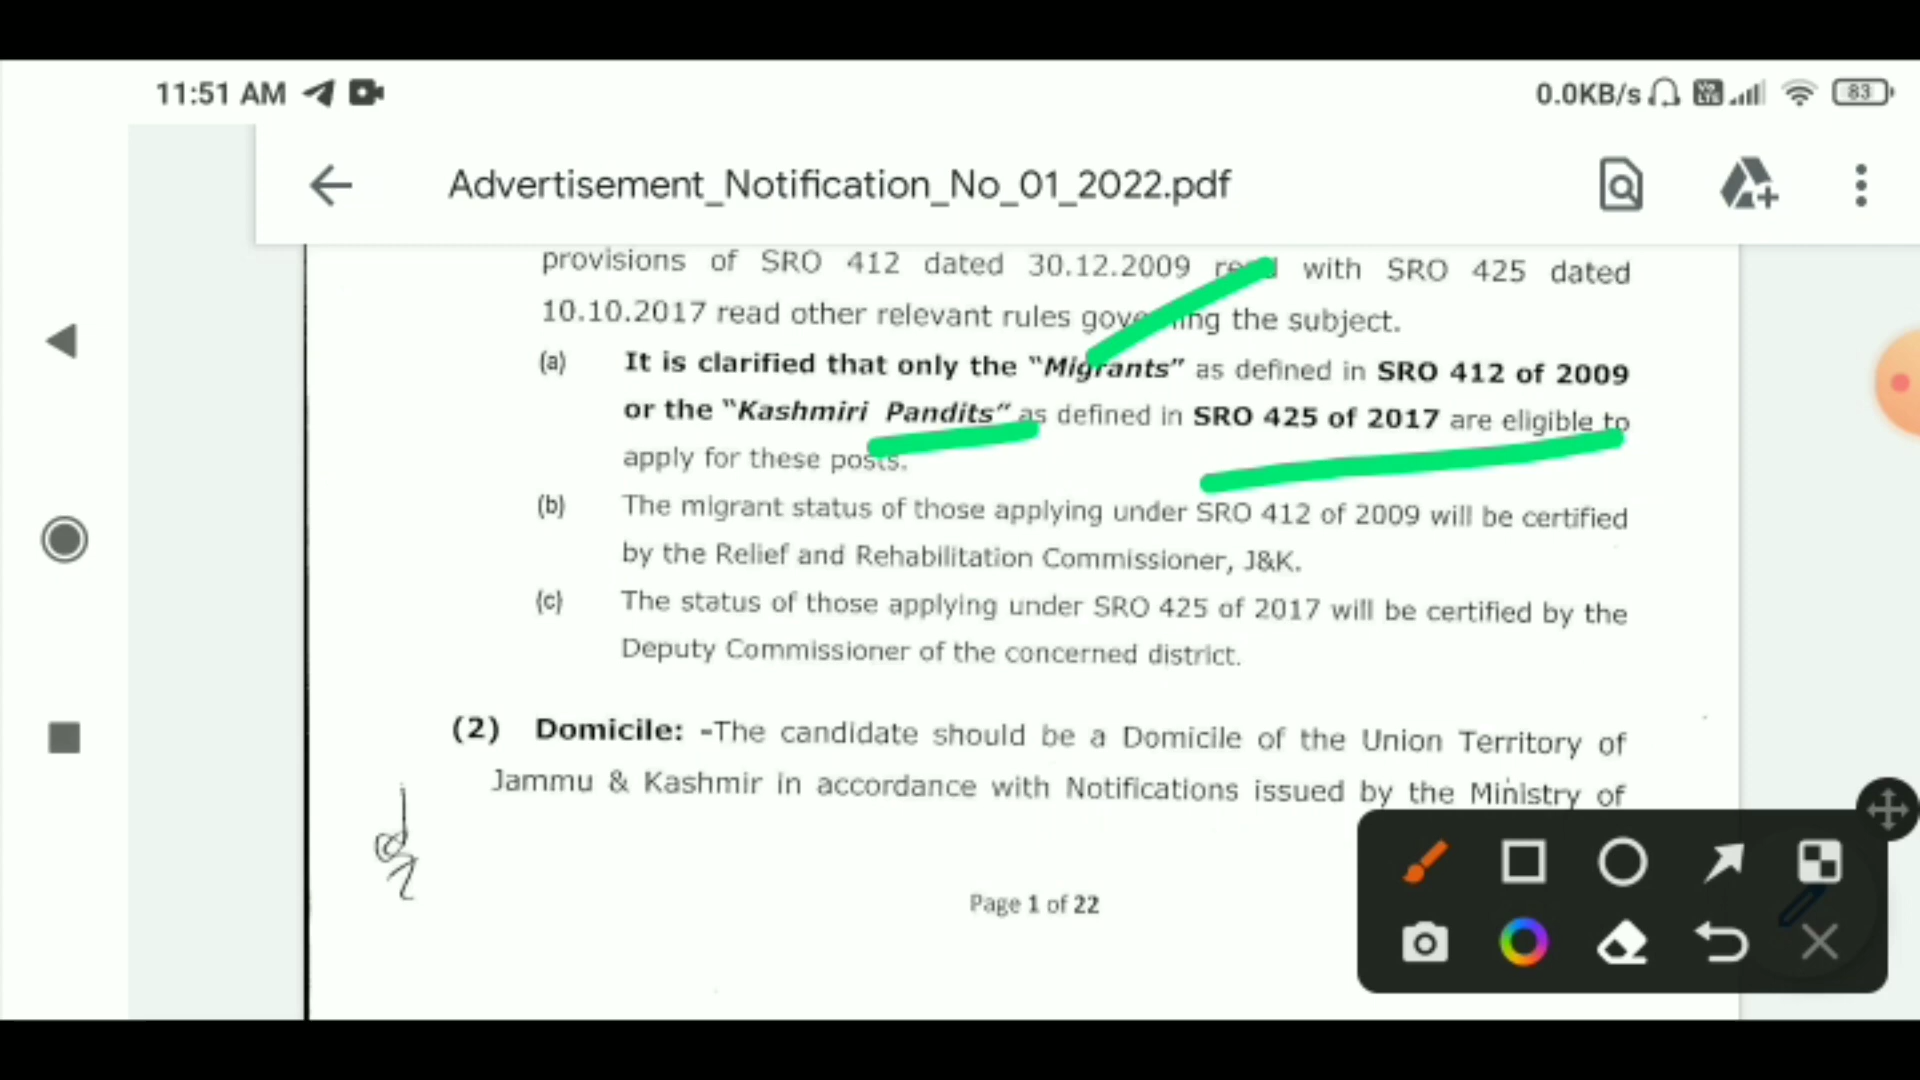 11:51 AM 0.0KB/s Vo LTE 83
Advertisement_Notification_No_01_2022.pdf
provisions of SRO 412 dated 30.12.2009 read with SRO 425 dated
10.10.2017 read other relevant rules governing the subject.
(a) It is clarified that only the "Migrants" as defined in SRO 412 of 2009
or the "Kashmiri Pandits" as defined in SRO 425 of 2017 are eligible to
apply for these posts.
(b) The migrant status of those applying under SRO 412 of 2009 will be certified
by the Relief and Rehabilitation Commissioner, J&K.
(c) The status of those applying under SRO 425 of 2017 will be certified by the
Deputy Commissioner of the concerned district.
(2) Domicile: -The candidate should be a Domicile of the Union Territory of
Jammu & Kashmir in accordance with Notifications issued by the Ministry of
Page 1 of 22